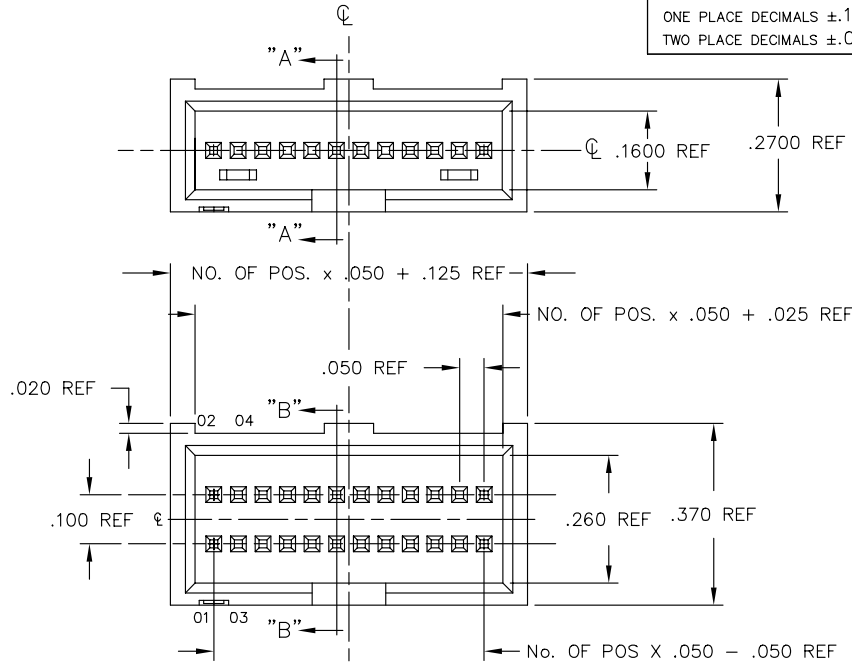 ONE PLACE DECIMALS ±.1
TWO PLACE DECIMALS ±.0
℄
"A"
℄ .1600 REF
.2700 REF
"A"
NO. OF POS. x .050 + .125 REF
NO. OF POS. x .050 + .025 REF
.050 REF
.020 REF
"B"
02 04
.100 REF ℄
.260 REF
.370 REF
01 03
"B"
No. OF POS X .050 - .050 REF